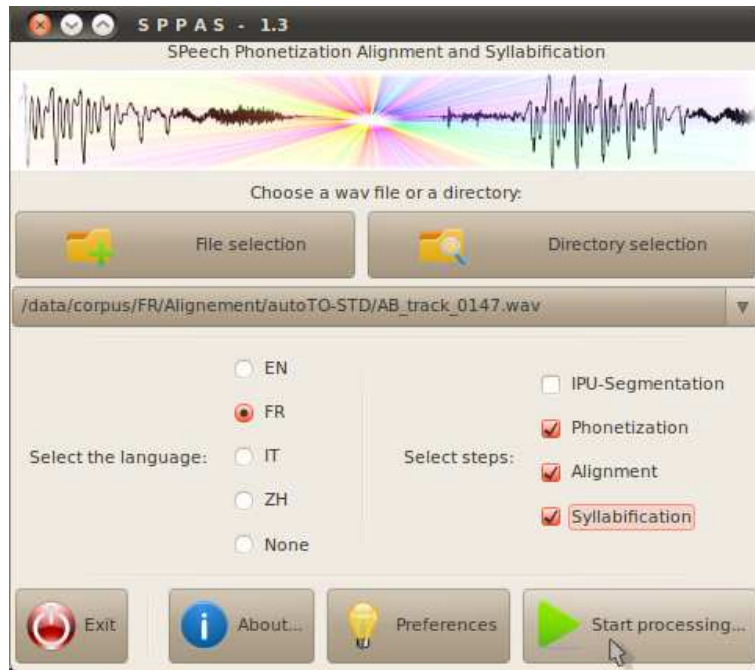 SPPAS - 1.3
SPeech Phonetization Alignment and Syllabification
Choose a wav file or a directory:
File selection
Directory selection
/data/corpus/FR/Alignement/autoTO-STD/AB_track_0147.wav
Select the language:
EN
FR
IT
ZH
None
Select steps:
IPU-Segmentation
Phonetization
Alignment
Syllabification
Exit
About...
Preferences
Start processing...